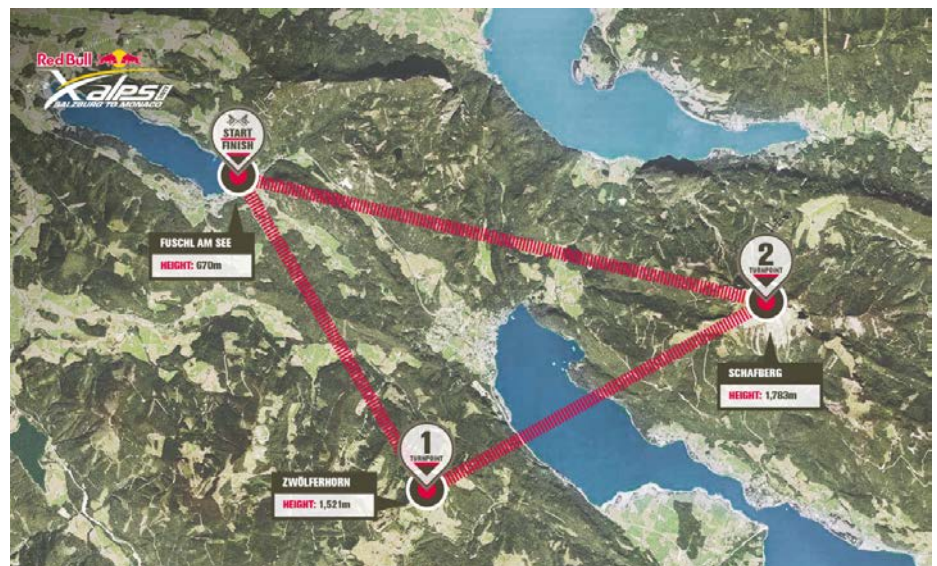 Red Bull
Xalps
SALZBURG TO MONACO
START
FINISH
FUSCHL AM SEE
HEIGHT: 670m
2
TURNPOINT
SCHAFBERG
HEIGHT: 1,783m
1
TURNPOINT
ZWÖLFERHORN
HEIGHT: 1,521m